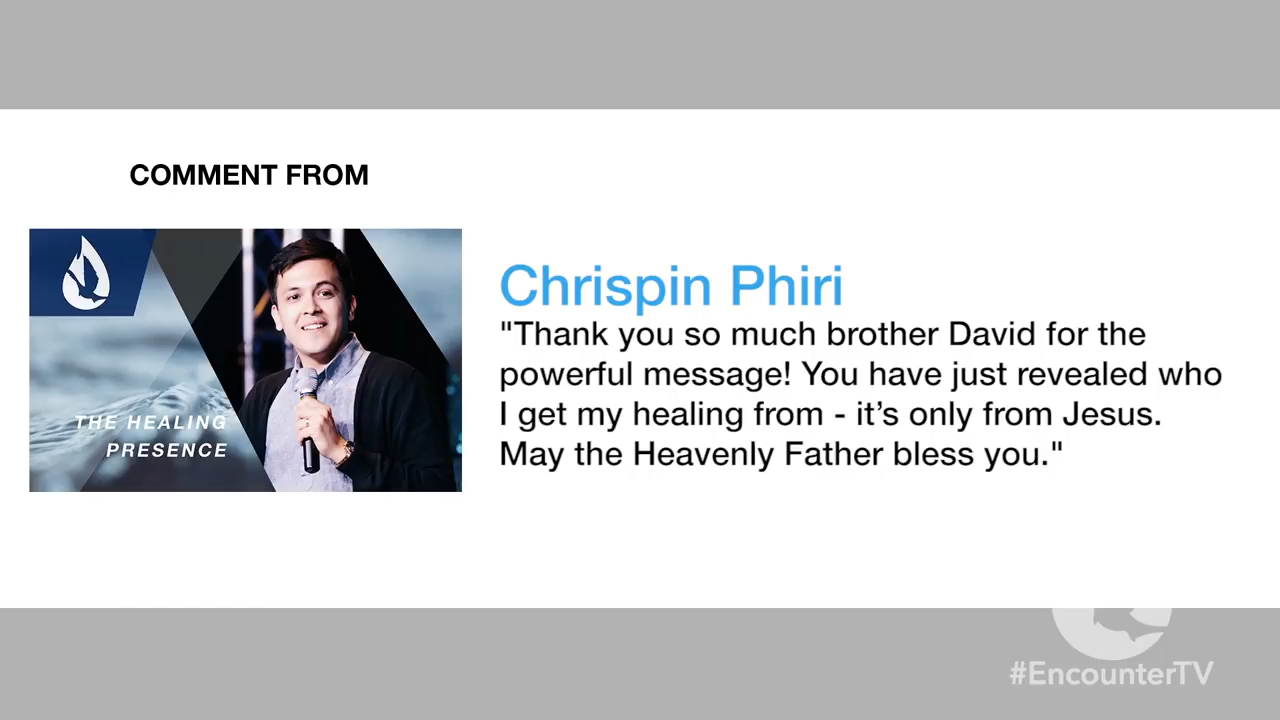 COMMENT FROM
THE HEALING
PRESENCE
Chrispin Phiri
"Thank you so much brother David for the
powerful message! You have just revealed who
I get my healing from - it’s only from Jesus.
May the Heavenly Father bless you."
#EncounterTV